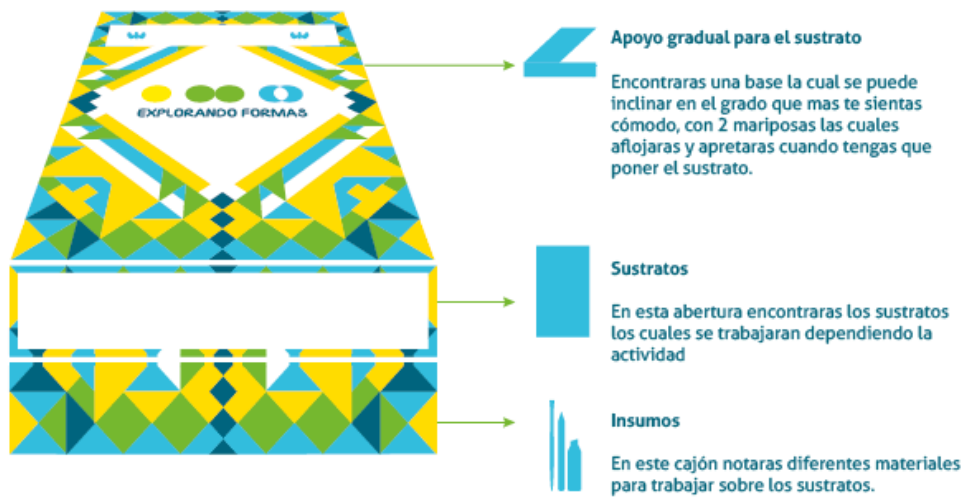 EXPLORANDO FORMAS
Apoyo gradual para el sustrato
Encontraras una base la cual se puede
inclinar en el grado que mas te sientas
cómodo, con 2 mariposas las cuales
aflojaras y apretaras cuando tengas que
poner el sustrato.
Sustratos
En esta abertura encontraras los sustratos
los cuales se trabajaran dependiendo la
actividad
Insumos
En este cajón notaras diferentes materiales
para trabajar sobre los sustratos.